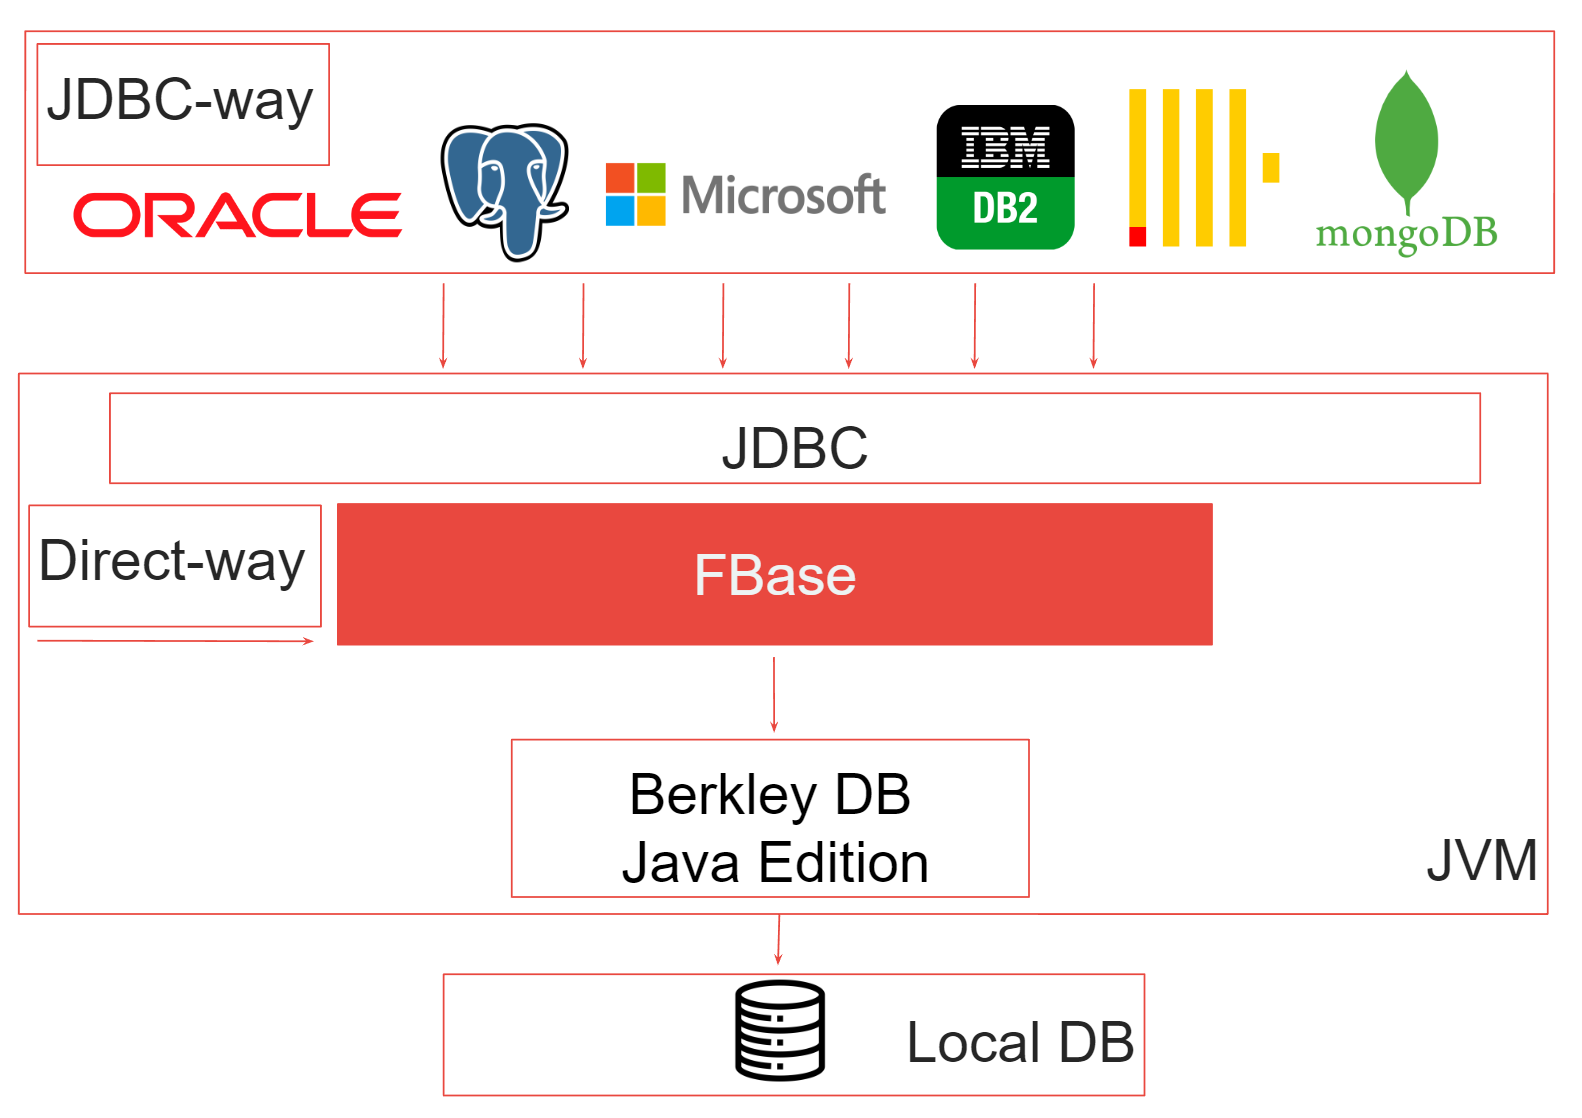 JDBC-way
ORACLE
Microsoft
IBM
DB2
mongoDB
JDBC
Direct-way
FBase
Berkley DB
Java Edition
JVM
Local DB